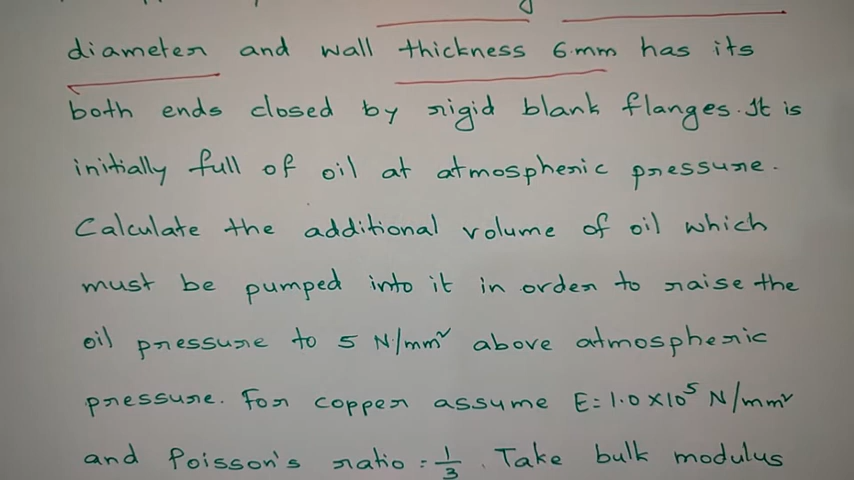 diameter and wall thickness 6mm has its
both ends closed by rigid blank flanges. It is
initially full of oil at atmospheric pressure.
Calculate the additional volume of oil which
must be pumped into it in order to raise the
oil pressure to 5 N/mm² above atmospheric
pressure. For copper assume E=1.0×10⁵ N/mm²
and Poisson's ratio = 1/3. Take bulk modulus